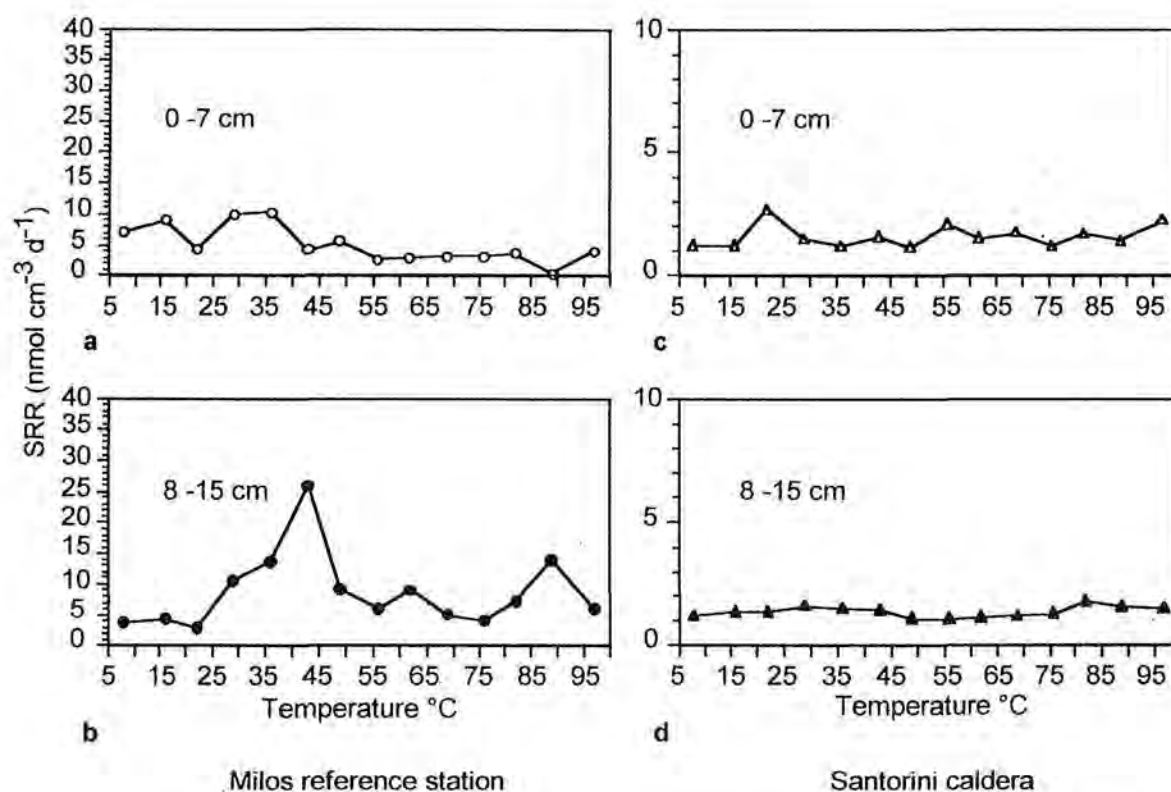 SRR (nmol cm⁻³ d⁻¹)
40
35
30
25
20
15
10
5
0
0 -7 cm
5 15 25 35 45 55 65 75 85 95
a
10
5
0
0 -7 cm
5 15 25 35 45 55 65 75 85 95
c
40
35
30
25
20
15
10
5
0
8 -15 cm
5 15 25 35 45 55 65 75 85 95
Temperature °C
b
Milos reference station
10
5
0
8 -15 cm
5 15 25 35 45 55 65 75 85 95
Temperature °C
d
Santorini caldera